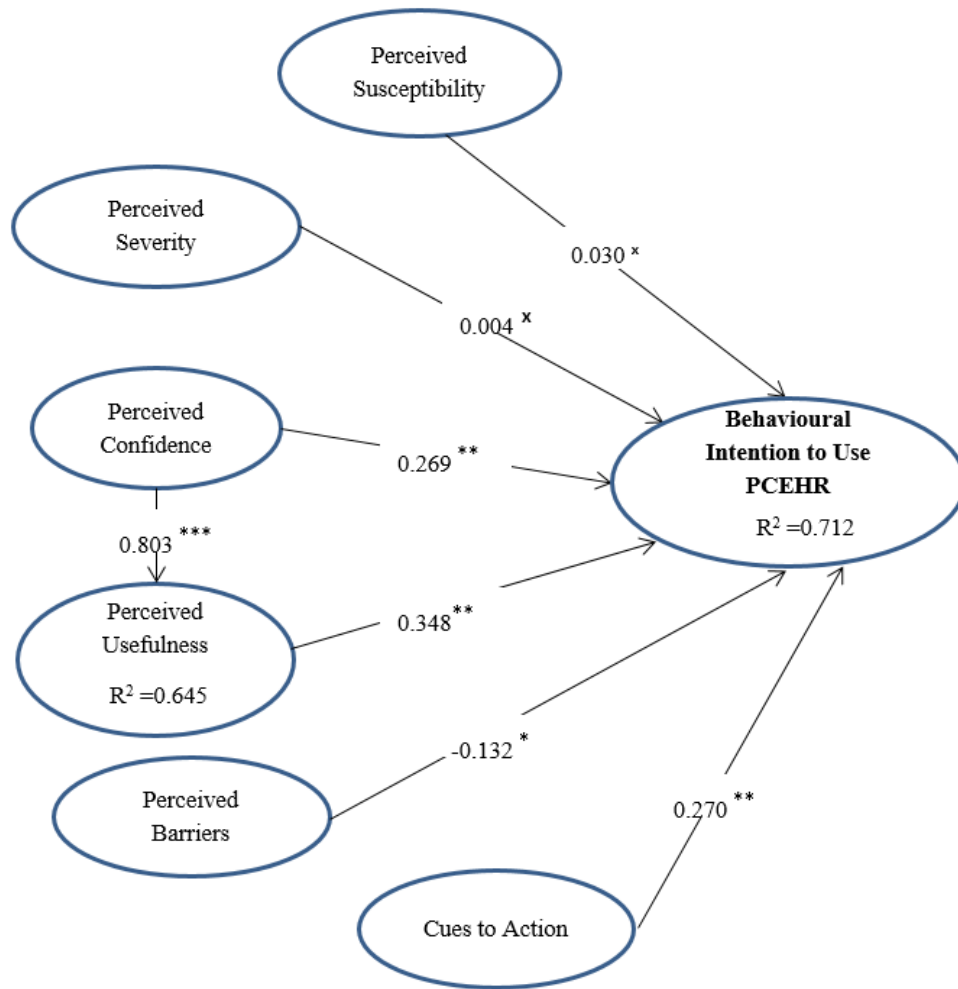 Perceived
Susceptibility
Perceived
Severity
0.030 x
0.004 x
Perceived
Confidence
0.269 **
Behavioural
Intention to Use
PCEHR
R² =0.712
0.803 ***
Perceived
Usefulness
R² =0.645
0.348 **
-0.132 *
Perceived
Barriers
0.270 **
Cues to Action